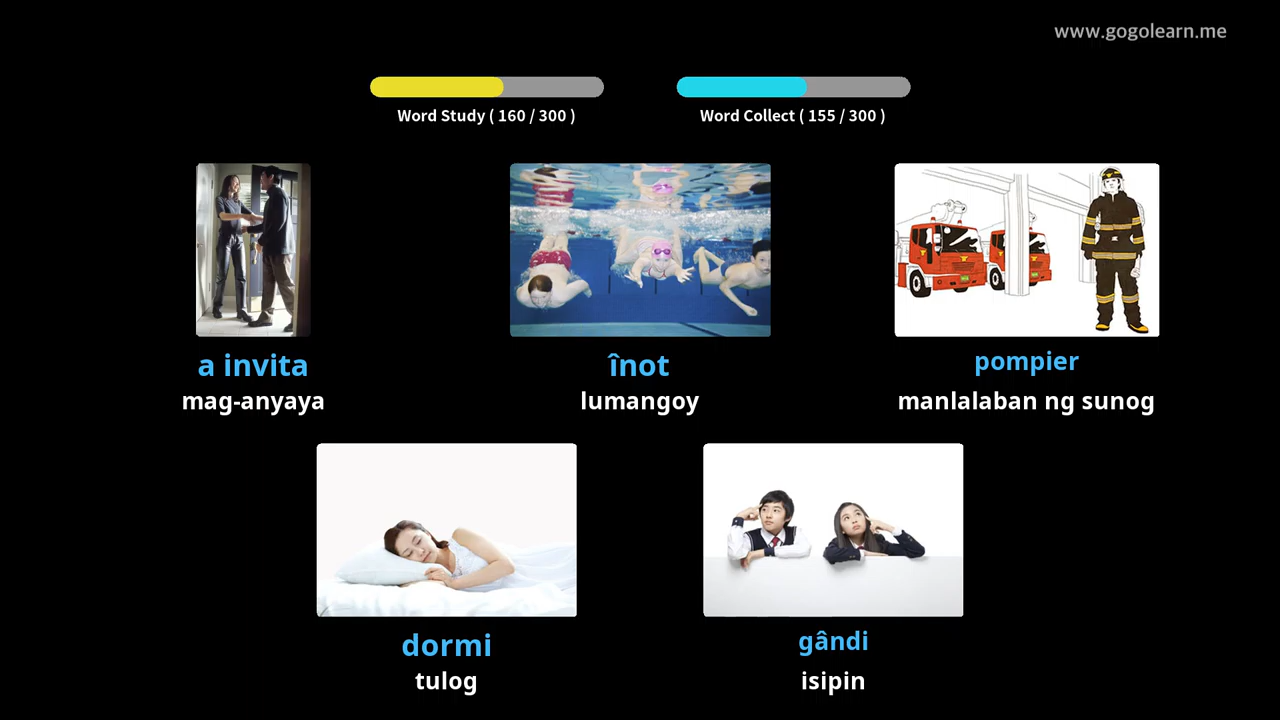 www.gogolearn.me
Word Study ( 160 / 300 )
Word Collect ( 155 / 300 )
a invita
mag-anyaya
înot
lumangoy
pompier
manlalaban ng sunog
dormi
tulog
gândi
isipin